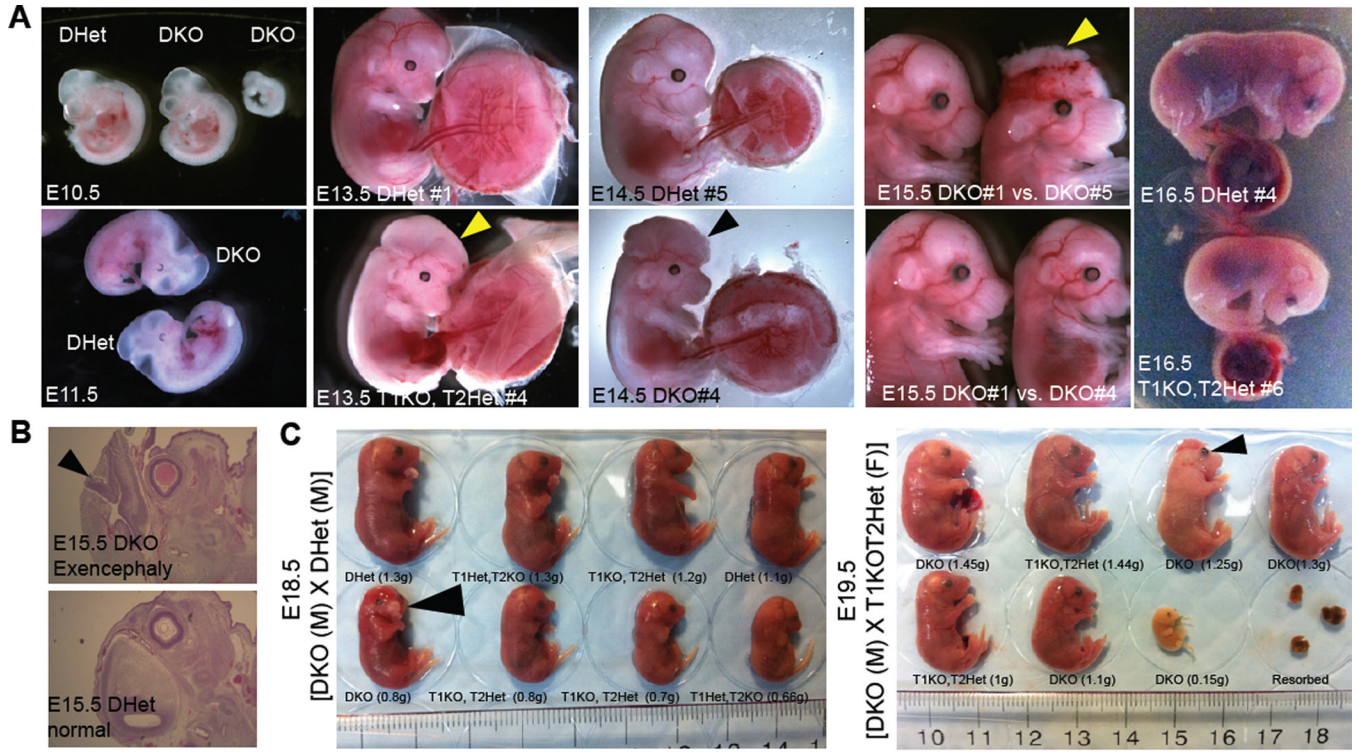 A
DHet DKO DKO
E10.5
E13.5 DHet #1
E14.5 DHet #5
E15.5 DKO#1 vs. DKO#5
E16.5 DHet #4
DKO
DHet
E11.5
E13.5 T1KO, T2Het #4
E14.5 DKO#4
E15.5 DKO#1 vs. DKO#4
E16.5
T1KO,T2Het #6
B
E15.5 DKO
Exencephaly
E15.5 DHet
normal
C
E18.5
[DKO (M) X DHet (M)]
DHet (1.3g) T1Het,T2KO (1.3g) T1KO, T2Het (1.2g) DHet (1.1g)
DKO (0.8g) T1KO, T2Het (0.8g) T1KO, T2Het (0.7g) T1Het,T2KO (0.66g)
E19.5
[DKO (M) X T1KOT2Het (F)]
DKO (1.45g) T1KO,T2Het (1.44g) DKO (1.25g) DKO(1.3g)
T1KO,T2Het (1g) DKO (1.1g) DKO (0.15g) Resorbed
10 11 12 13 14 15 16 17 18